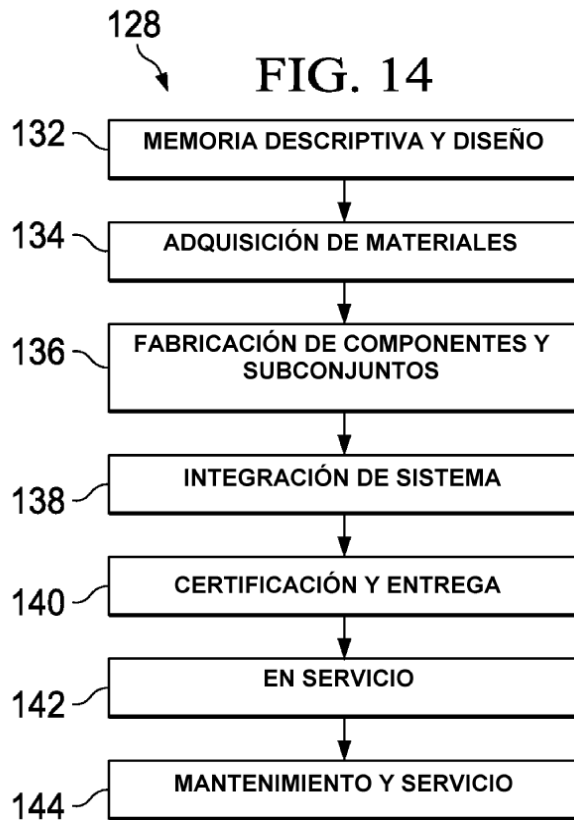 128
FIG. 14
132
MEMORIA DESCRIPTIVA Y DISEÑO
134
ADQUISICIÓN DE MATERIALES
136
FABRICACIÓN DE COMPONENTES Y
SUBCONJUNTOS
138
INTEGRACIÓN DE SISTEMA
140
CERTIFICACIÓN Y ENTREGA
142
EN SERVICIO
144
MANTENIMIENTO Y SERVICIO